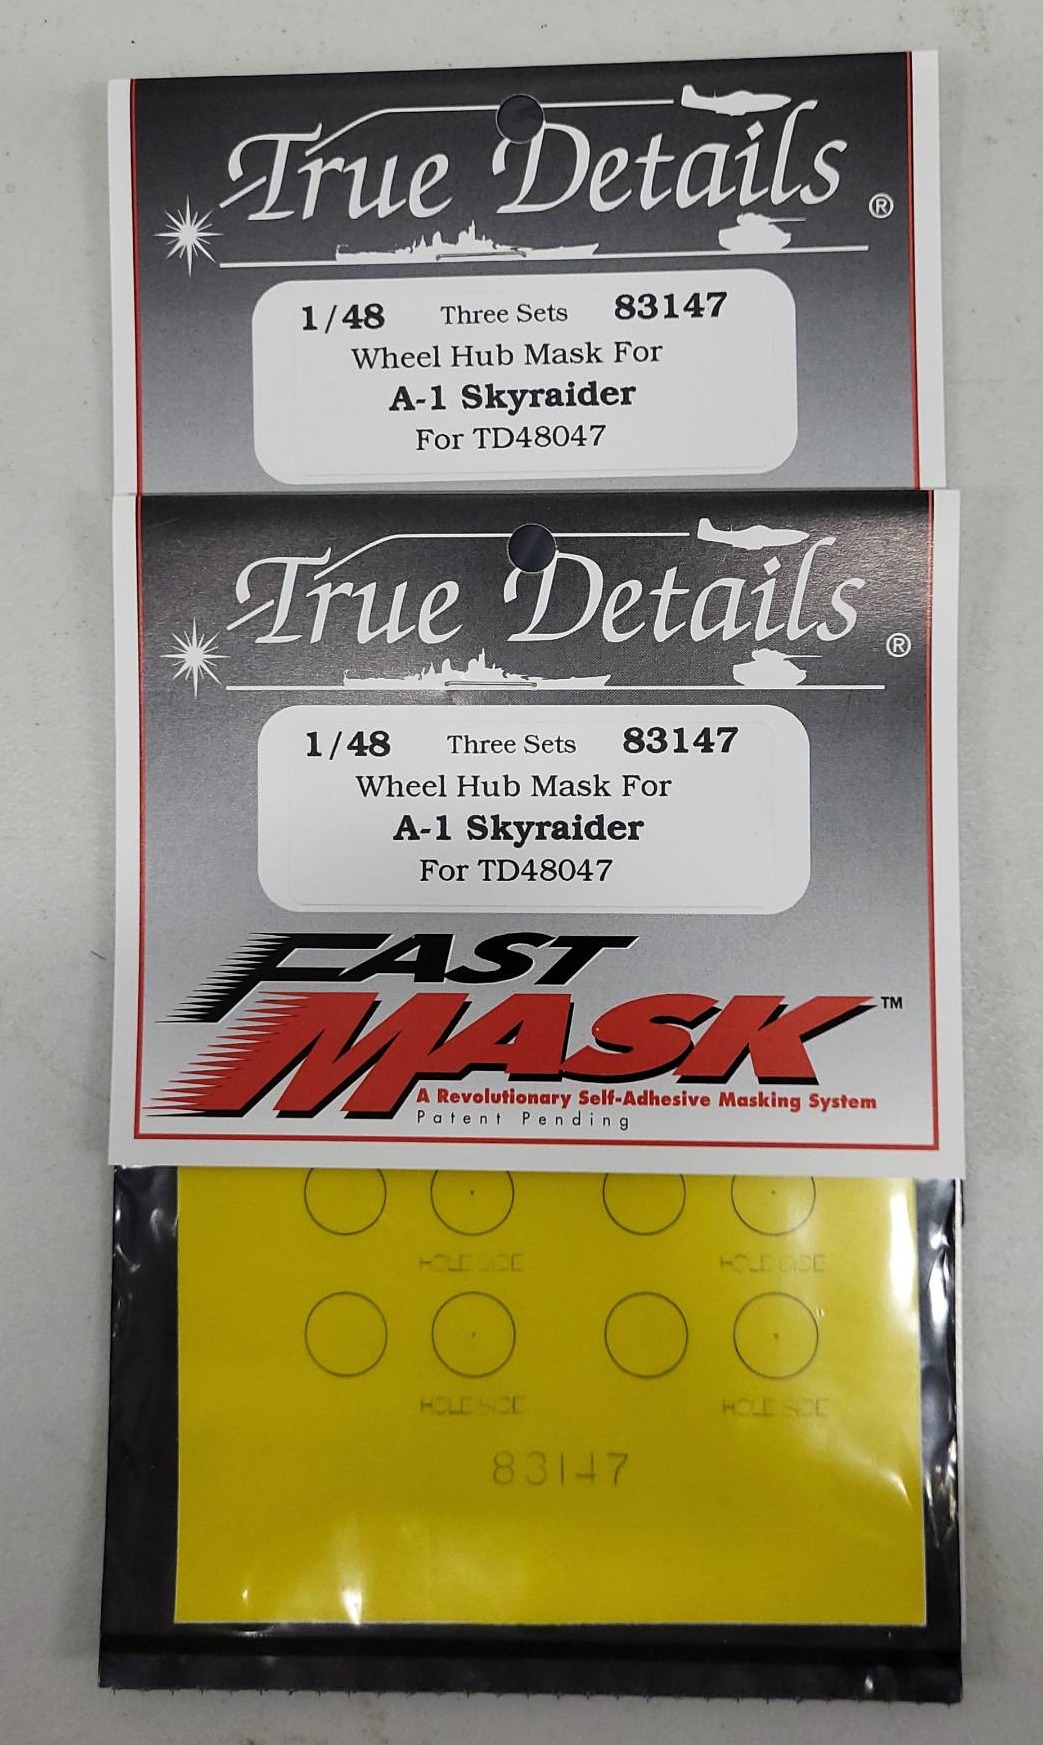 True Details ®
1/48 Three Sets 83147
Wheel Hub Mask For
A-1 Skyraider
For TD48047
True Details ®
1/48 Three Sets 83147
Wheel Hub Mask For
A-1 Skyraider
For TD48047
FAST
MASK ™
A Revolutionary Self-Adhesive Masking System
Patent Pending
HOLE SIDE HOLE SIDE
HOLE SIDE HOLE SIDE
83147